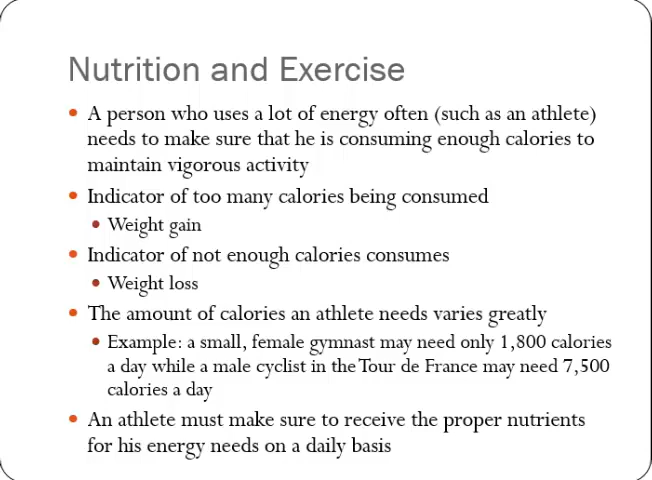 Nutrition and Exercise
• A person who uses a lot of energy often (such as an athlete)
needs to make sure that he is consuming enough calories to
maintain vigorous activity
• Indicator of too many calories being consumed
• Weight gain
• Indicator of not enough calories consumes
• Weight loss
• The amount of calories an athlete needs varies greatly
• Example: a small, female gymnast may need only 1,800 calories
a day while a male cyclist in the Tour de France may need 7,500
calories a day
• An athlete must make sure to receive the proper nutrients
for his energy needs on a daily basis